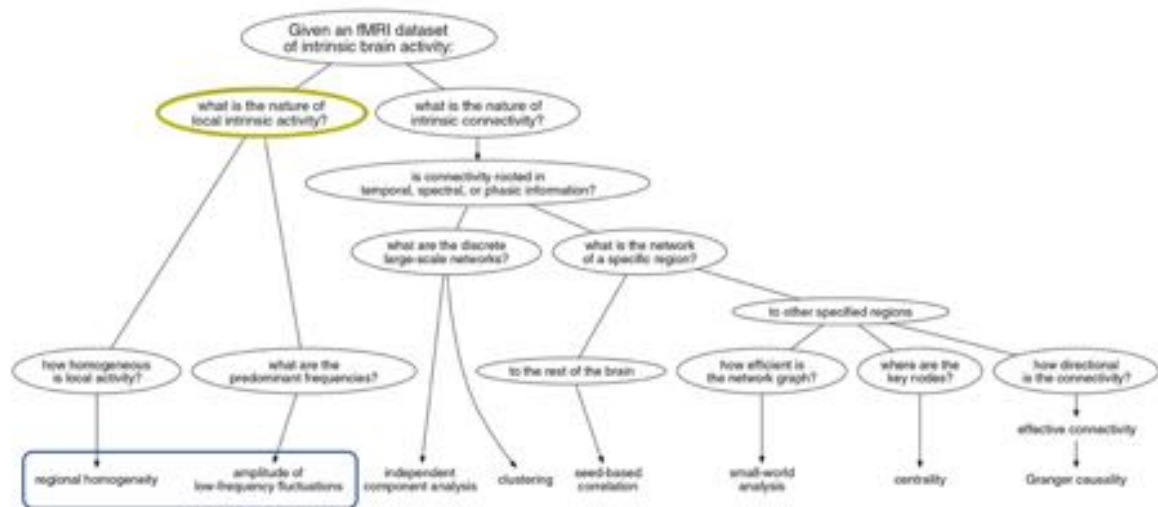 Given an fMRI dataset
of intrinsic brain activity:
what is the nature of
local intrinsic activity?
what is the nature of
intrinsic connectivity?
is connectivity rooted in
temporal, spectral, or phasic information?
what are the discrete
large-scale networks?
what is the network
of a specific region?
to other specified regions
how homogeneous
is local activity?
what are the
predominant frequencies?
to the rest of the brain
how efficient is
the network graph?
where are the
key nodes?
how directional
is the connectivity?
effective connectivity
regional homogeneity
amplitude of
low-frequency fluctuations
independent
component analysis
clustering
seed-based
correlation
small-world
analysis
centrality
Granger causality